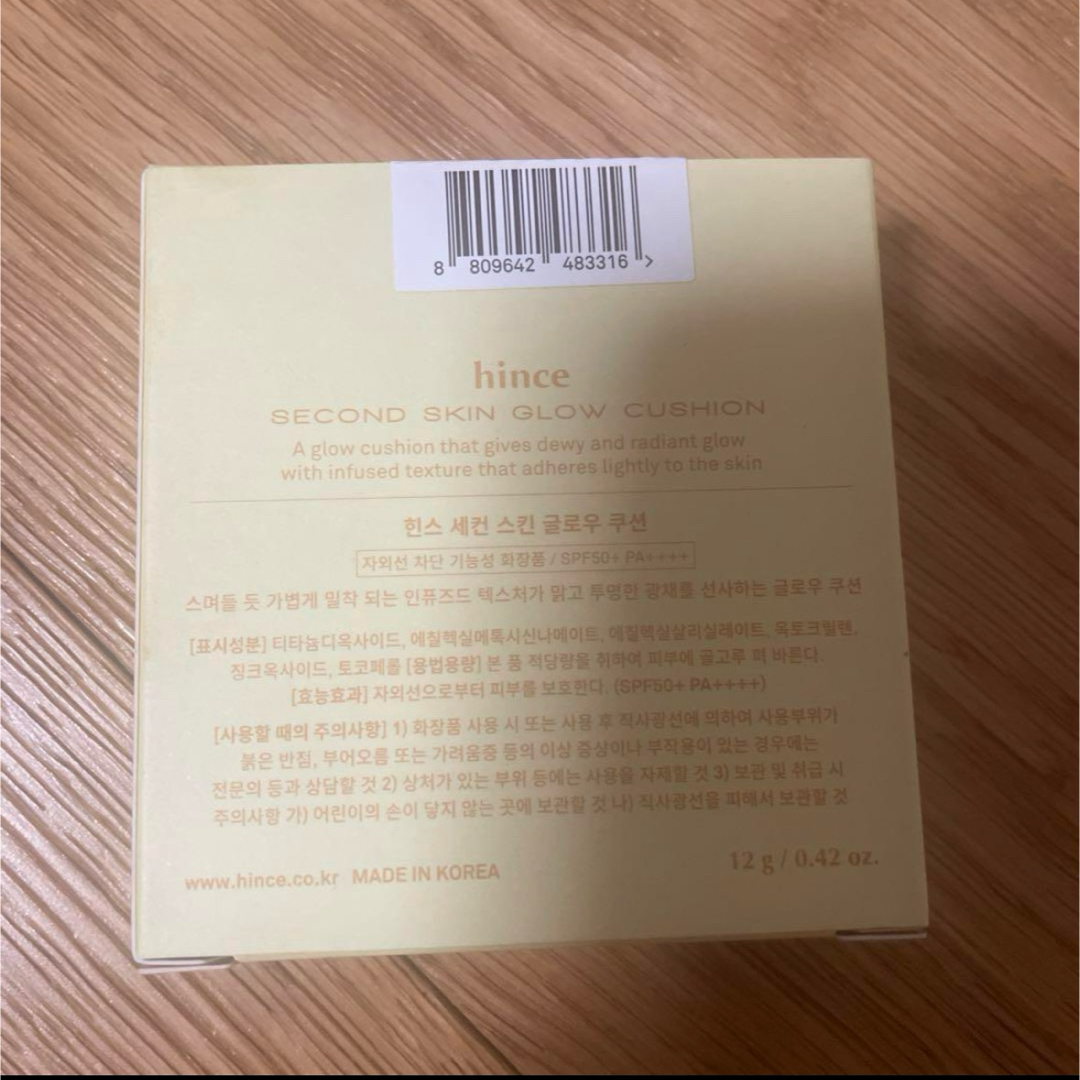 8 809642 483316 >
hince
SECOND SKIN GLOW CUSHION
A glow cushion that gives dewy and radiant glow
with infused texture that adheres lightly to the skin
힌스 세컨 스킨 글로우 쿠션
자외선 차단 기능성 화장품 / SPF50+ PA++++
스며들 듯 가볍게 밀착 되는 인퓨즈드 텍스처가 맑고 투명한 광채를 선사하는 글로우 쿠션
[표시성분] 티타늄디옥사이드, 에칠헥실메톡시신나메이트, 에칠헥실살리실레이트, 옥토크릴렌,
징크옥사이드, 토코페롤 [용법용량] 본 품 적당량을 취하여 피부에 골고루 펴 바른다.
[효능효과] 자외선으로부터 피부를 보호한다. (SPF50+ PA++++)
[사용할 때의 주의사항] 1) 화장품 사용 시 또는 사용 후 직사광선에 의하여 사용부위가
붉은 반점, 부어오름 또는 가려움증 등의 이상 증상이나 부작용이 있는 경우에는
전문의 등과 상담할 것 2) 상처가 있는 부위 등에는 사용을 자제할 것 3) 보관 및 취급 시
주의사항 가) 어린이의 손이 닿지 않는 곳에 보관할 것 나) 직사광선을 피해서 보관할 것
www.hince.co.kr MADE IN KOREA
12 g / 0.42 oz.